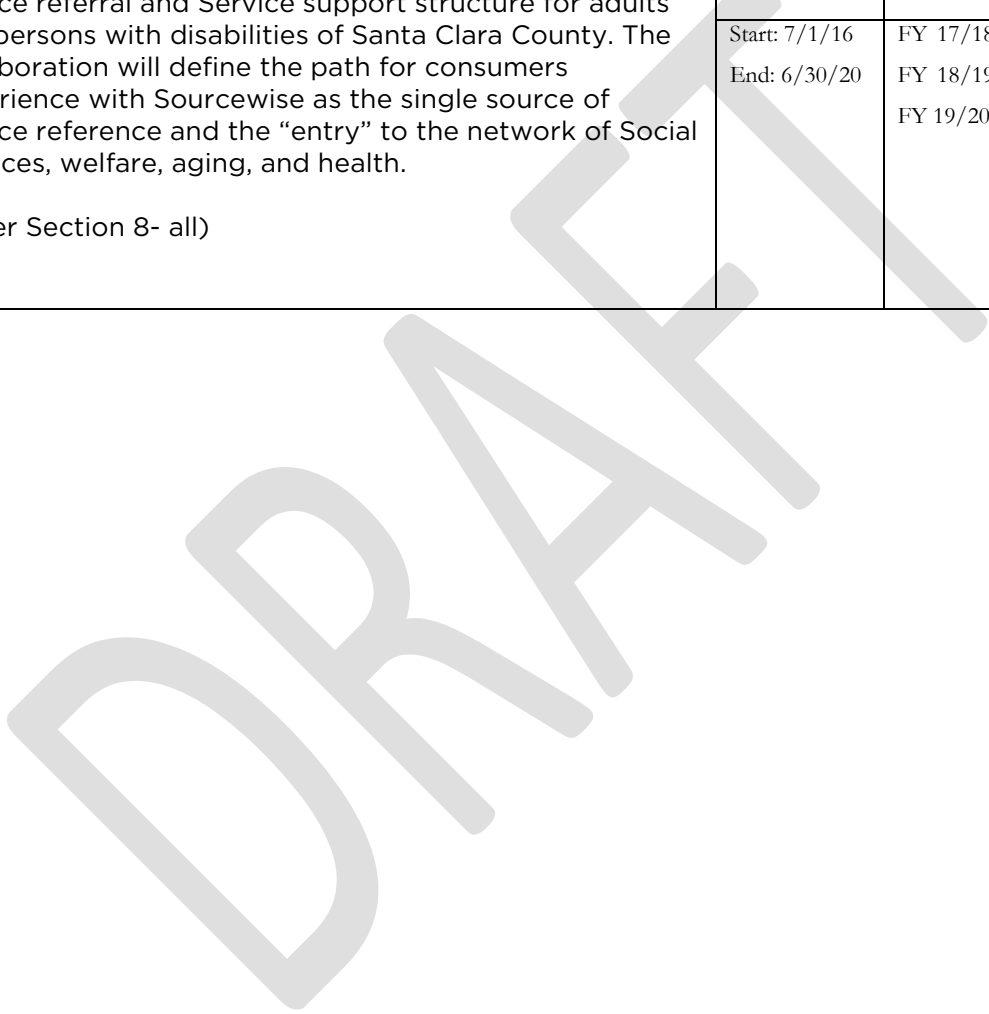 ce referral and Service support structure for adults
persons with disabilities of Santa Clara County. The
boration will define the path for consumers
rience with Sourcewise as the single source of
ce reference and the “entry” to the network of Social
ces, welfare, aging, and health.
er Section 8- all)
Start: 7/1/16
End: 6/30/20
FY 17/18
FY 18/19
FY 19/20
DRAFT